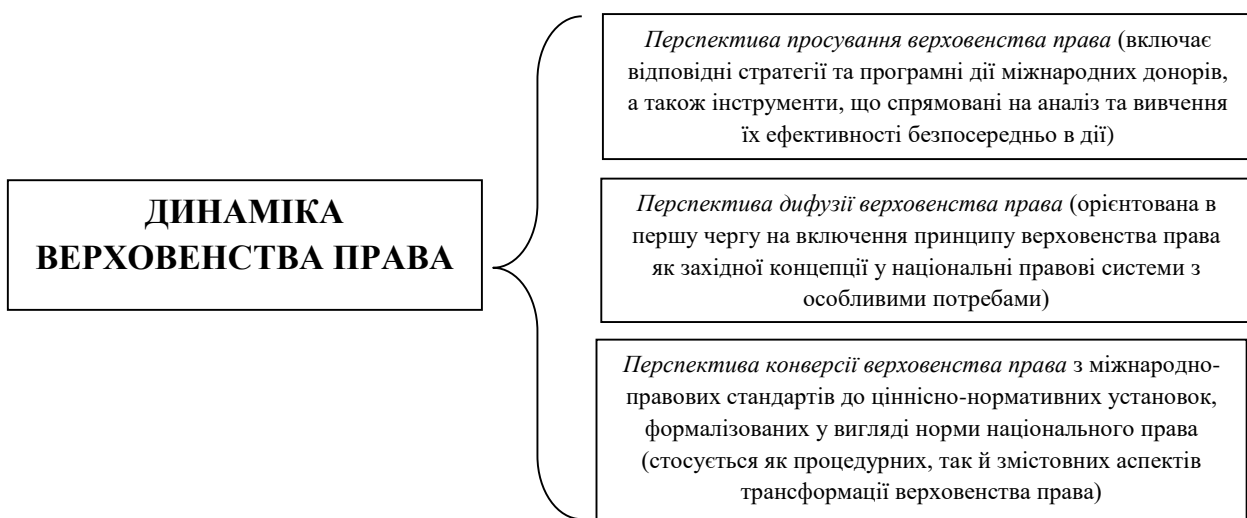 ДИНАМІКА
ВЕРХОВЕНСТВА ПРАВА
Перспектива просування верховенства права (включає
відповідні стратегії та програмні дії міжнародних донорів,
а також інструменти, що спрямовані на аналіз та вивчення
їх ефективності безпосередньо в дії)
Перспектива дифузії верховенства права (орієнтована в
першу чергу на включення принципу верховенства права
як західної концепції у національні правові системи з
особливими потребами)
Перспектива конверсії верховенства права з міжнародно-
правових стандартів до ціннісно-нормативних установок,
формалізованих у вигляді норми національного права
(стосується як процедурних, так й змістовних аспектів
трансформації верховенства права)